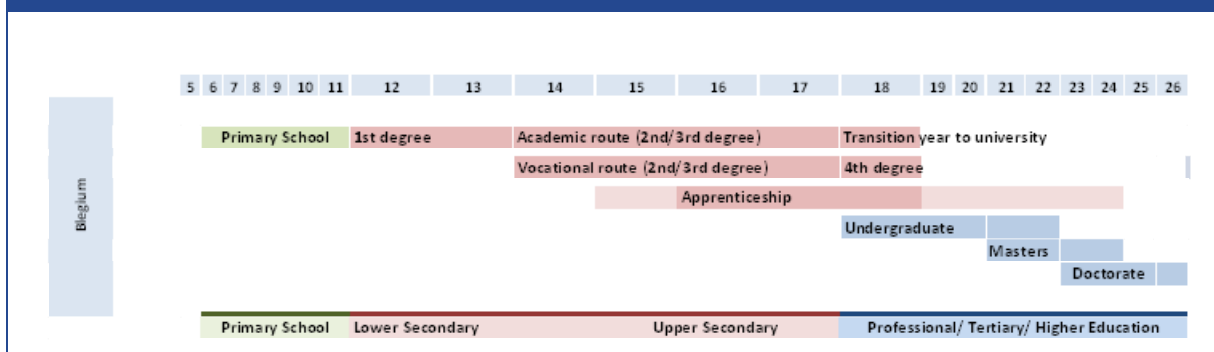 5 6 7 8 9 10 11 12 13 14 15 16 17 18 19 20 21 22 23 24 25 26
Blegium
Primary School 1st degree Academic route (2nd/3rd degree) Transition year to university
Vocational route (2nd/3rd degree) 4th degree
Apprenticeship
Undergraduate
Masters
Doctorate
Primary School Lower Secondary Upper Secondary Professional/ Tertiary/ Higher Education